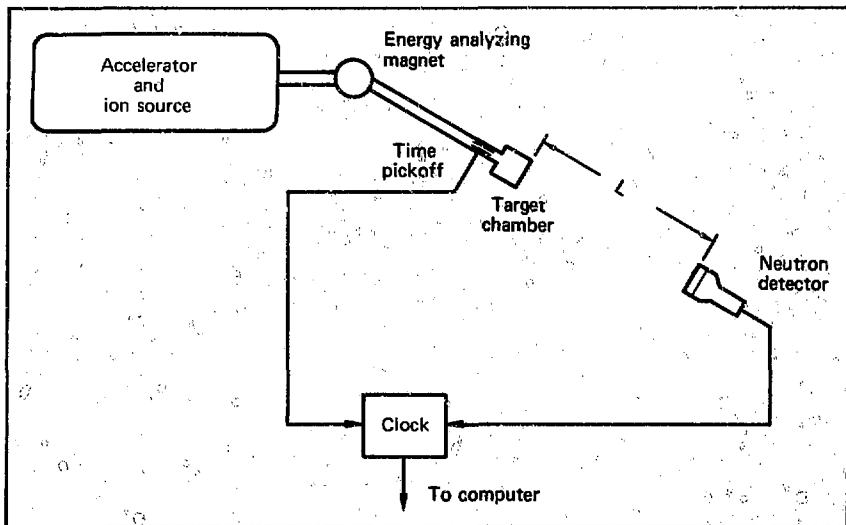 Energy analyzing
magnet
Accelerator
and
ion source
Time
pickoff
Target
chamber
L
Neutron
detector
Clock
To computer